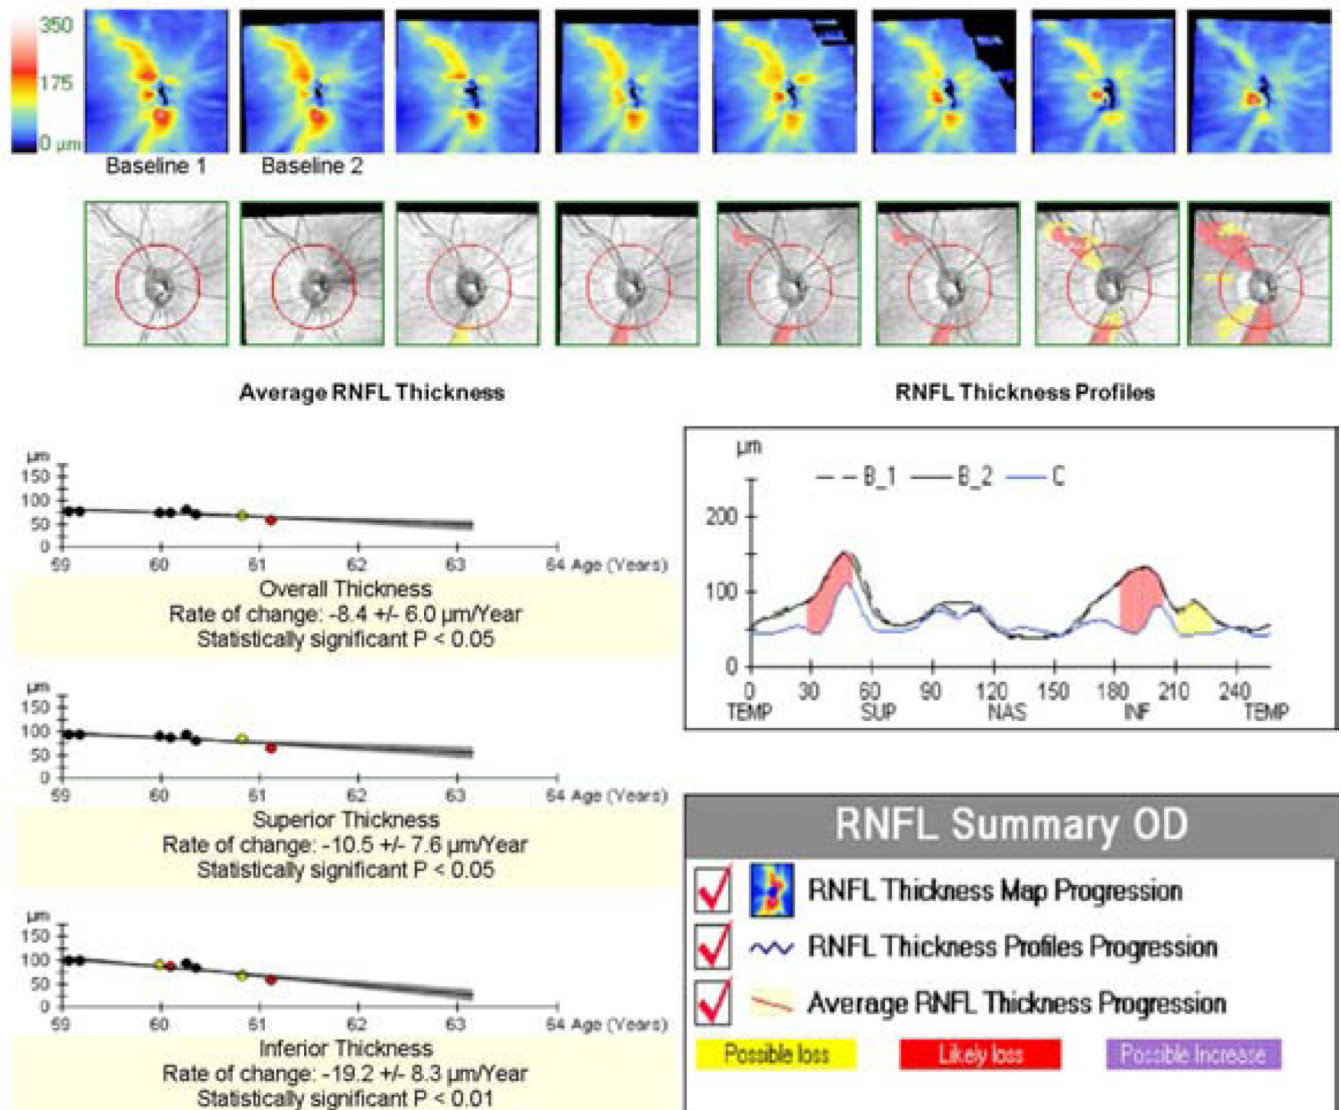 350
175
0 µm
Baseline 1
Baseline 2
Average RNFL Thickness
RNFL Thickness Profiles
µm
150
100
50
0
59 60 61 62 63 64 Age (Years)
Overall Thickness
Rate of change: -8.4 +/- 6.0 µm/Year
Statistically significant P < 0.05
µm
150
100
50
0
59 60 61 62 63 64 Age (Years)
Superior Thickness
Rate of change: -10.5 +/- 7.6 µm/Year
Statistically significant P < 0.05
µm
150
100
50
0
59 60 61 62 63 64 Age (Years)
Inferior Thickness
Rate of change: -19.2 +/- 8.3 µm/Year
Statistically significant P < 0.01
µm
B_1 B_2 C
200
100
0
0 30 60 90 120 150 180 210 240
TEMP SUP NAS INF TEMP
RNFL Summary OD
RNFL Thickness Map Progression
RNFL Thickness Profiles Progression
Average RNFL Thickness Progression
Possible loss
Likely loss
Possible Increase